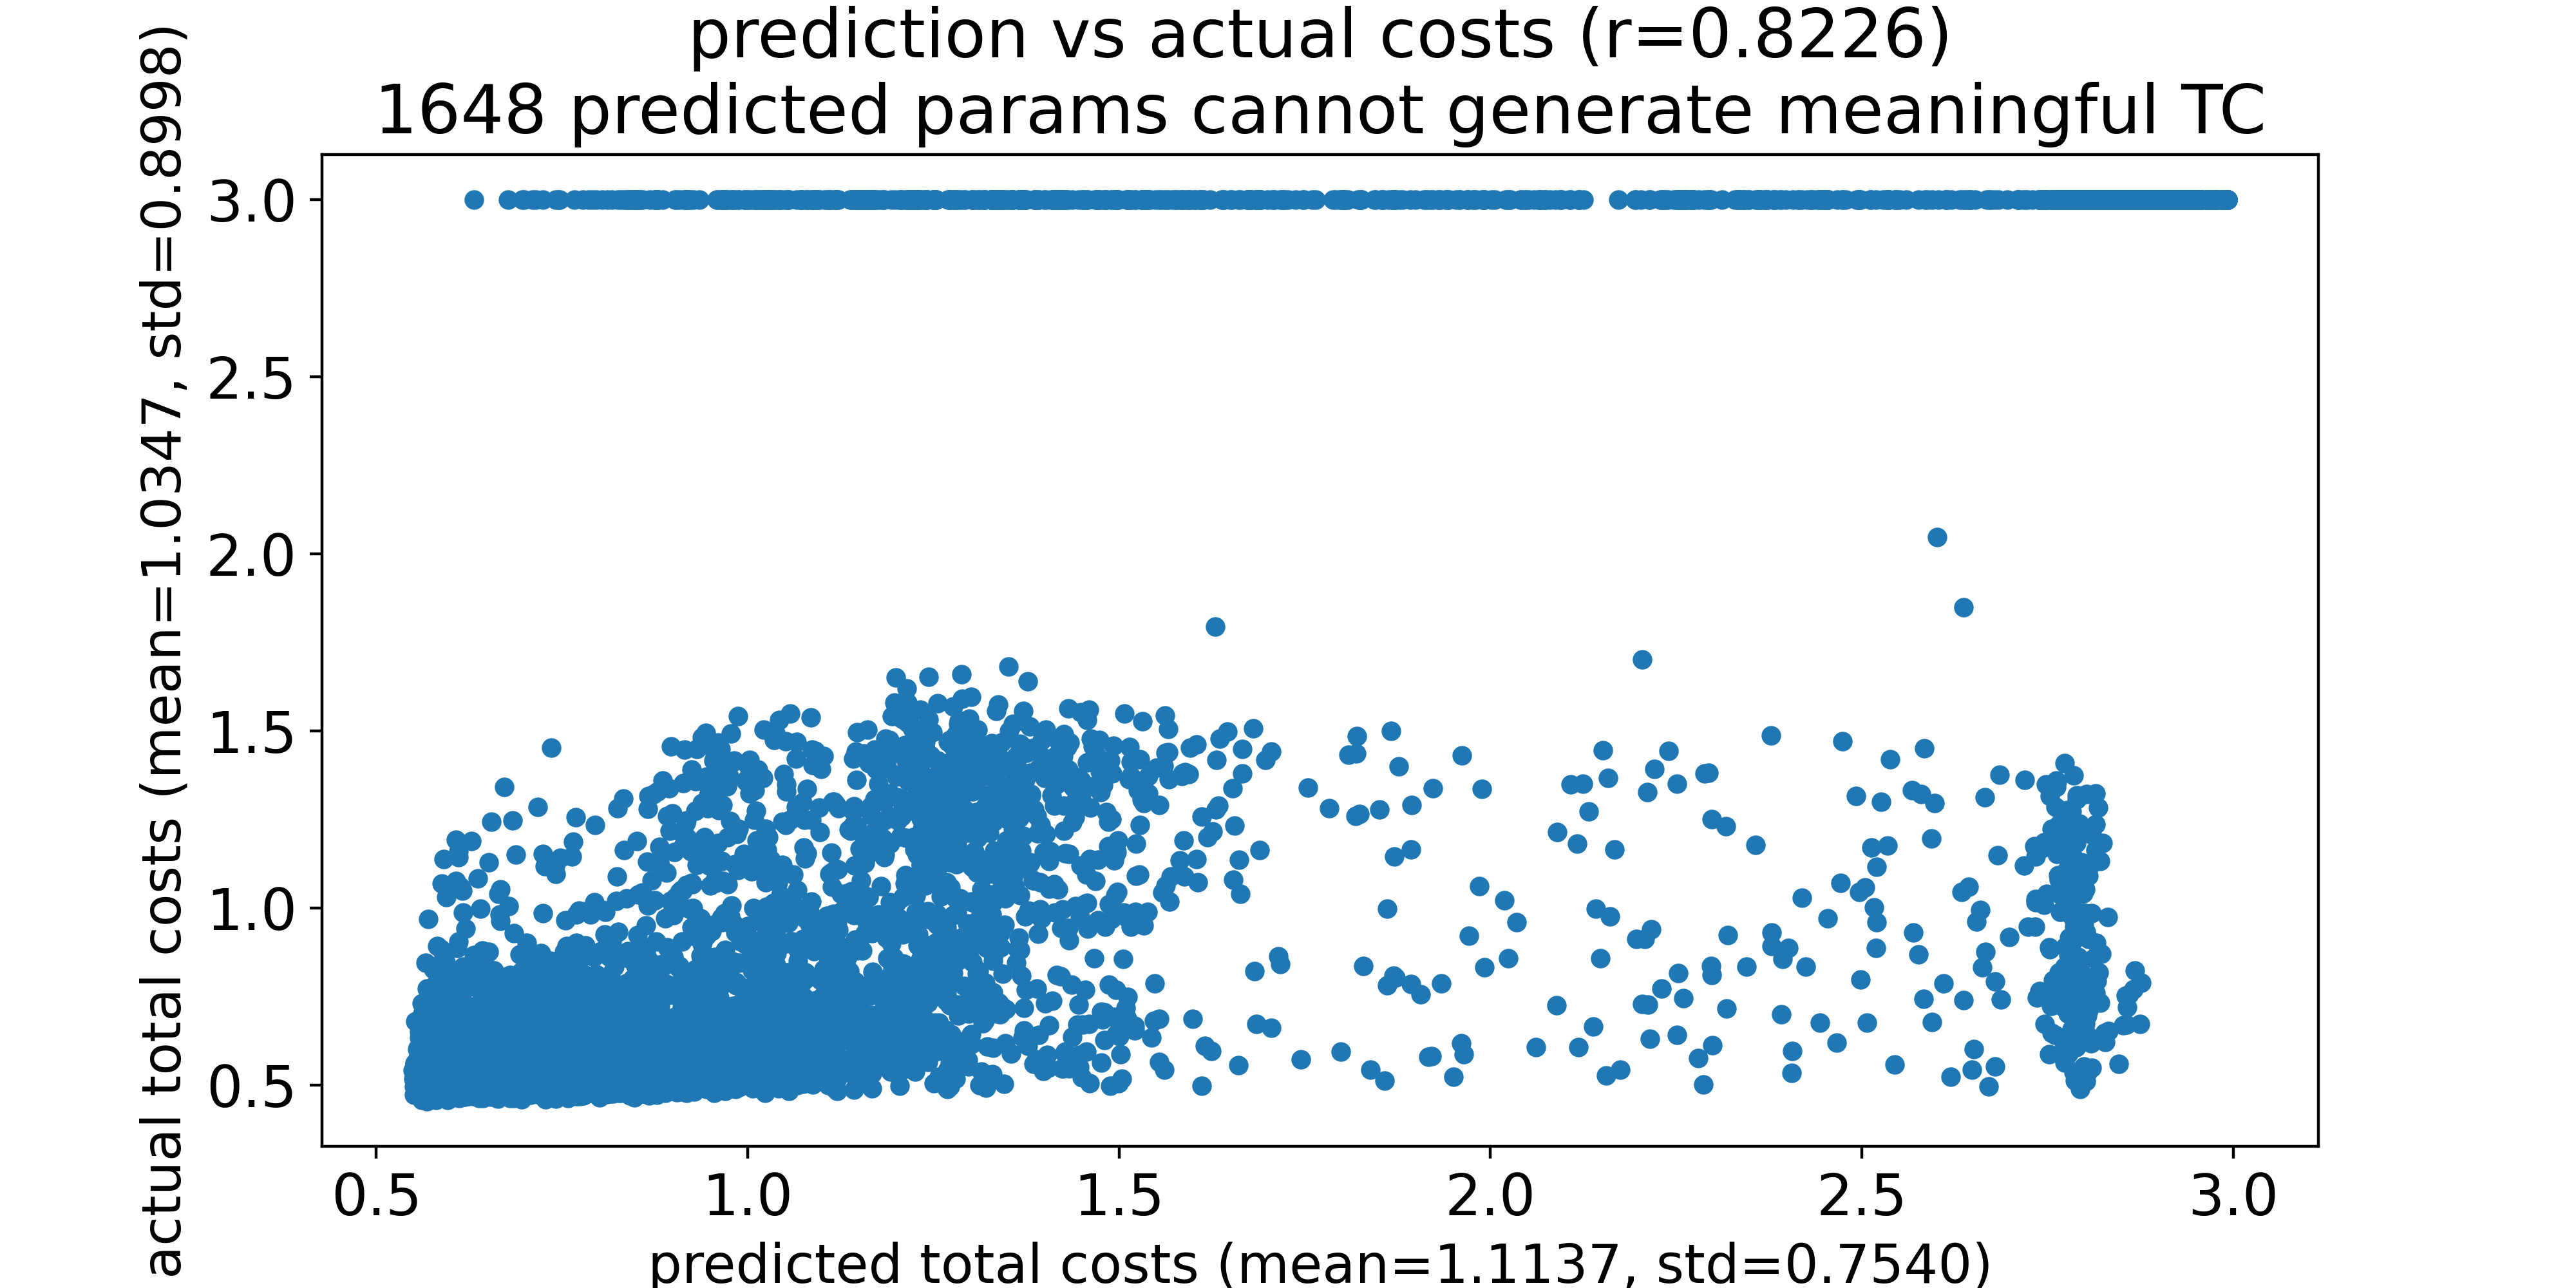 prediction vs actual costs (r=0.8226)
1648 predicted params cannot generate meaningful TC
actual total costs (mean=1.0347, std=0.8998)
3.0
2.5
2.0
1.5
1.0
0.5
0.5 1.0 1.5 2.0 2.5 3.0
predicted total costs (mean=1.1137, std=0.7540)